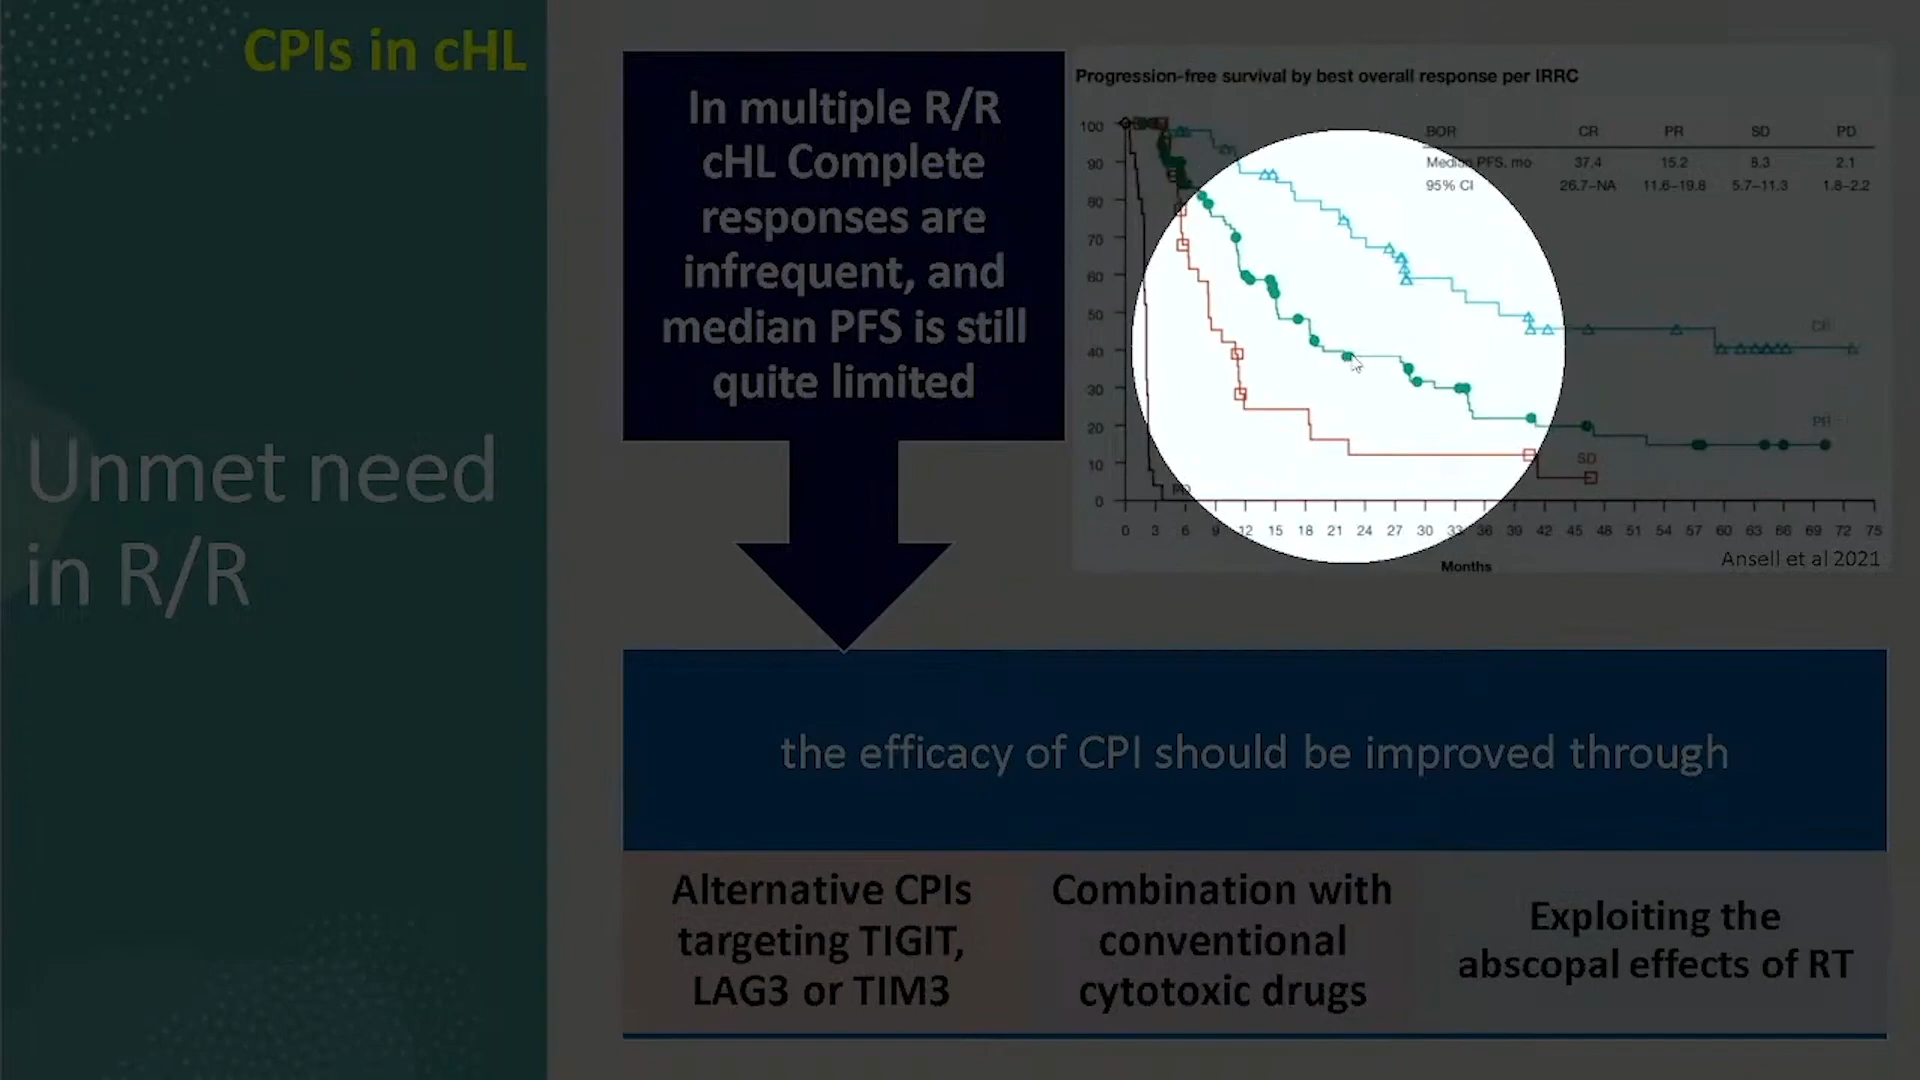 CPIs in cHL
Unmet need
in R/R
In multiple R/R
cHL Complete
responses are
infrequent, and
median PFS is still
quite limited
Progression-free survival by best overall response per IRRC
BOR CR PR SD PD
Median PFS, mo 37.4 15.2 8.3 2.1
95% CI 26.7–NA 11.6–19.8 5.7–11.3 1.8–2.2
100
90
80
70
60
50
40
30
20
10
0
CR
PR
SD
PD
0 3 6 9 12 15 18 21 24 27 30 33 36 39 42 45 48 51 54 57 60 63 66 69 72 75
Months
Ansell et al 2021
the efficacy of CPI should be improved through
Alternative CPIs
targeting TIGIT,
LAG3 or TIM3
Combination with
conventional
cytotoxic drugs
Exploiting the
abscopal effects of RT